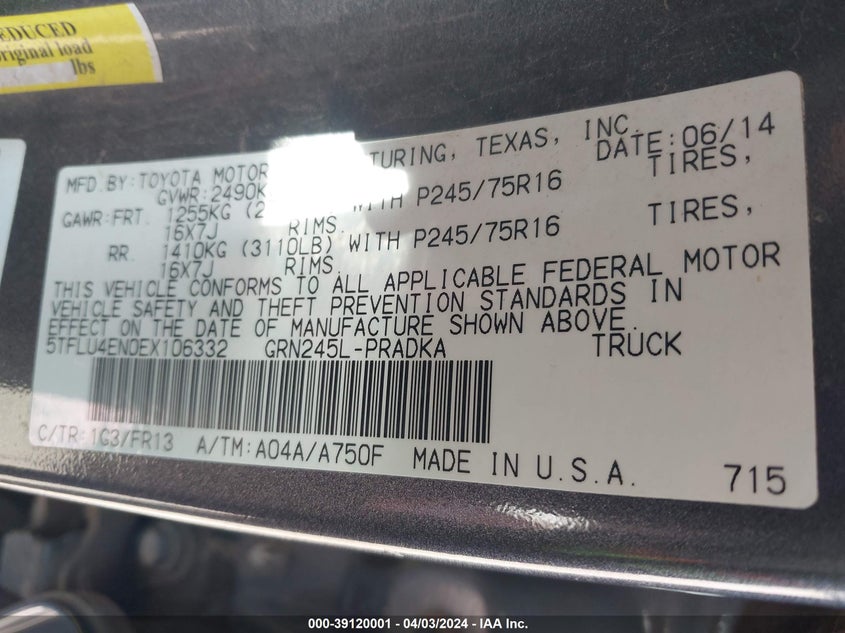 EDUCED
original load
lbs
MFD.BY:TOYOTA MOTOR TURING, TEXAS, INC. DATE:06/14
GVWR:2490K
GAWR:FRT. 1255KG WITH P245/75R16 TIRES,
16X7J RIMS.
RR. 1410KG (3110LB) WITH P245/75R16 TIRES,
16X7J RIMS.
THIS VEHICLE CONFORMS TO ALL APPLICABLE FEDERAL MOTOR
VEHICLE SAFETY AND THEFT PREVENTION STANDARDS IN
EFFECT ON THE DATE OF MANUFACTURE SHOWN ABOVE.
5TFLU4EN0EX106332 GRN245L-PRADKA TRUCK
C/TR:1G3/FR13 A/TM:A04A/A750F MADE IN U.S.A.
715
000-39120001 - 04/03/2024 - IAA Inc.